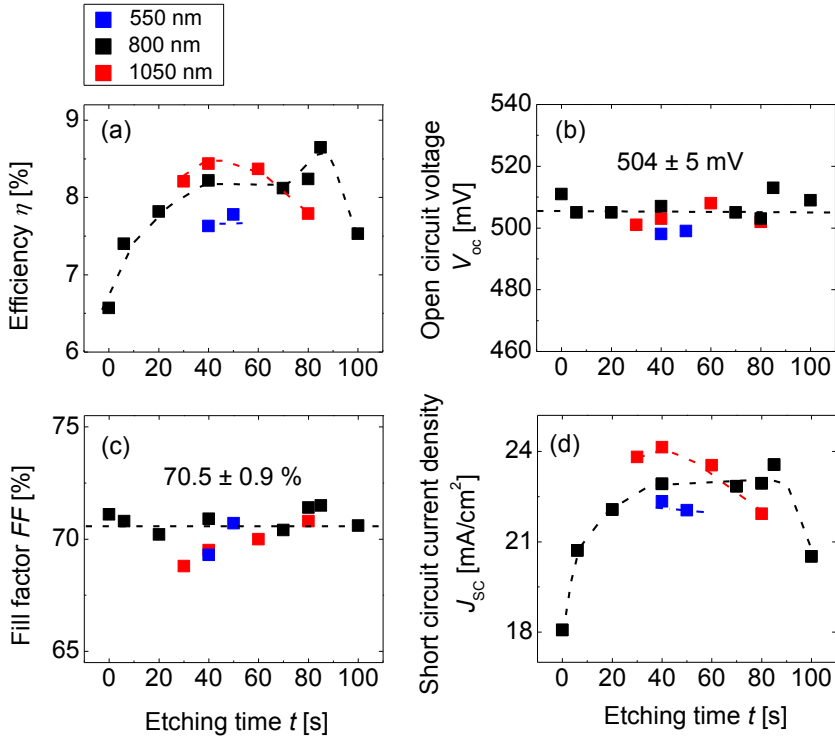 550 nm
800 nm
1050 nm
(a)
Efficiency η [%]
9
8
7
6
0 20 40 60 80 100
(b)
504 ± 5 mV
Open circuit voltage
V_oc [mV]
540
520
500
480
460
0 20 40 60 80 100
(c)
70.5 ± 0.9 %
Fill factor FF [%]
75
70
65
0 20 40 60 80 100
Etching time t [s]
(d)
Short circuit current density
J_SC [mA/cm²]
24
21
18
0 20 40 60 80 100
Etching time t [s]